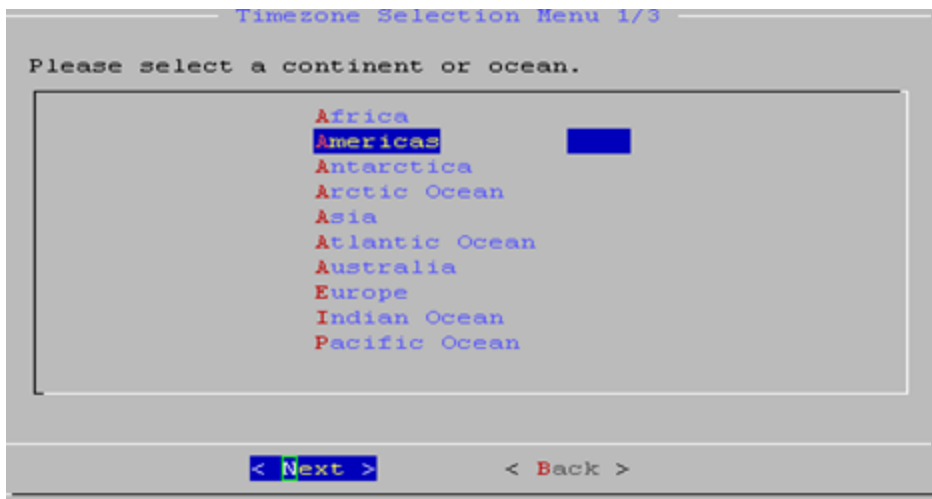 Timezone Selection Menu 1/3
Please select a continent or ocean.
Africa
Americas
Antarctica
Arctic Ocean
Asia
Atlantic Ocean
Australia
Europe
Indian Ocean
Pacific Ocean
< Next > < Back >